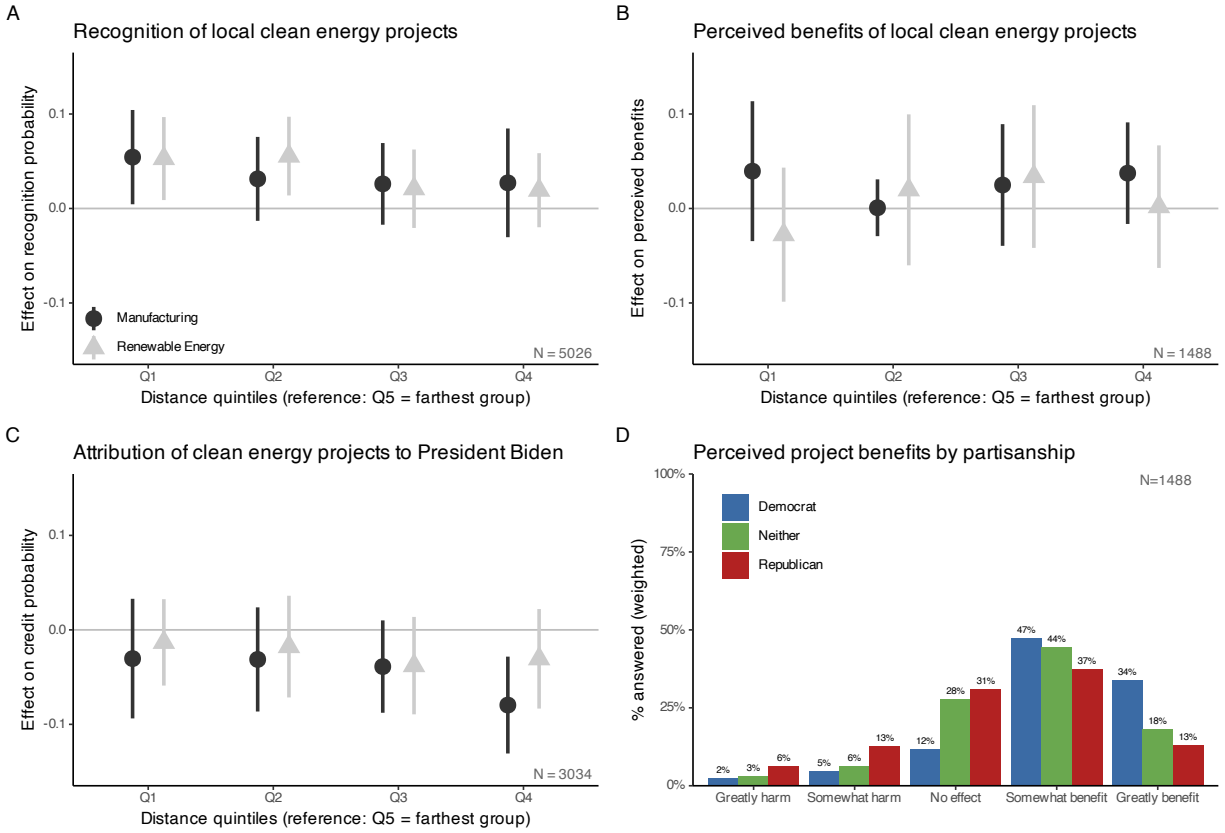 A
Recognition of local clean energy projects
Effect on recognition probability
0.1
0.0
-0.1
Manufacturing
Renewable Energy
N = 5026
Q1 Q2 Q3 Q4
Distance quintiles (reference: Q5 = farthest group)
B
Perceived benefits of local clean energy projects
Effect on perceived benefits
0.1
0.0
-0.1
N = 1488
Q1 Q2 Q3 Q4
Distance quintiles (reference: Q5 = farthest group)
C
Attribution of clean energy projects to President Biden
Effect on credit probability
0.1
0.0
-0.1
N = 3034
Q1 Q2 Q3 Q4
Distance quintiles (reference: Q5 = farthest group)
D
Perceived project benefits by partisanship
% answered (weighted)
100%
75%
50%
25%
0%
N=1488
Democrat
Neither
Republican
2% 3% 6%
5% 6% 13%
12% 28% 31%
47% 44% 37%
34% 18% 13%
Greatly harm Somewhat harm No effect Somewhat benefit Greatly benefit